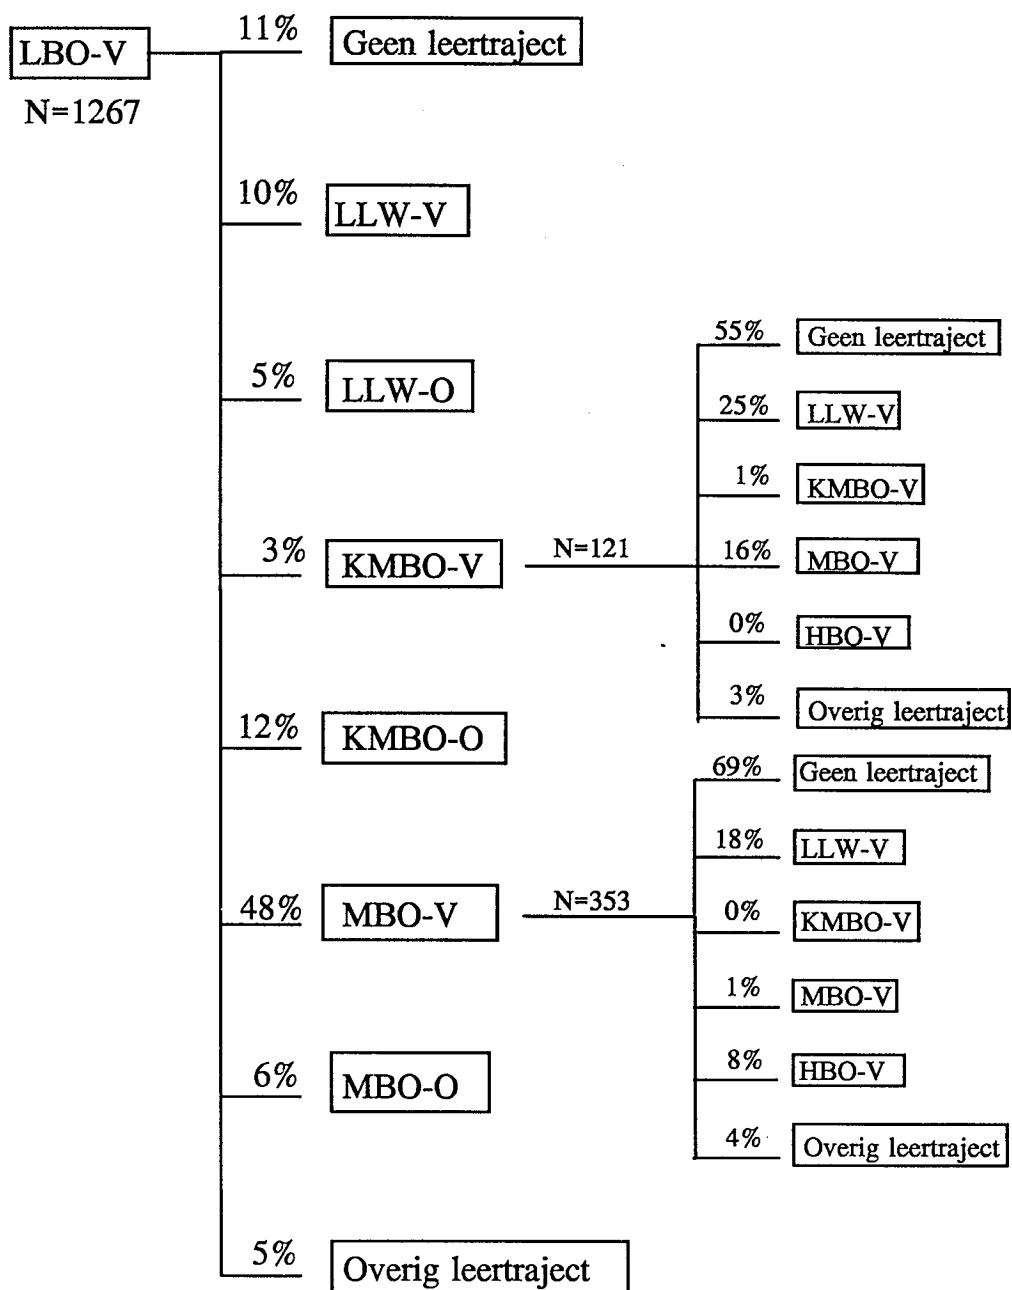 LBO-V
N=1267
11%
Geen leertraject
10%
LLW-V
5%
LLW-O
3%
KMBO-V
N=121
55%
Geen leertraject
25%
LLW-V
1%
KMBO-V
16%
MBO-V
0%
HBO-V
3%
Overig leertraject
12%
KMBO-O
48%
MBO-V
N=353
69%
Geen leertraject
18%
LLW-V
0%
KMBO-V
1%
MBO-V
8%
HBO-V
4%
Overig leertraject
6%
MBO-O
5%
Overig leertraject